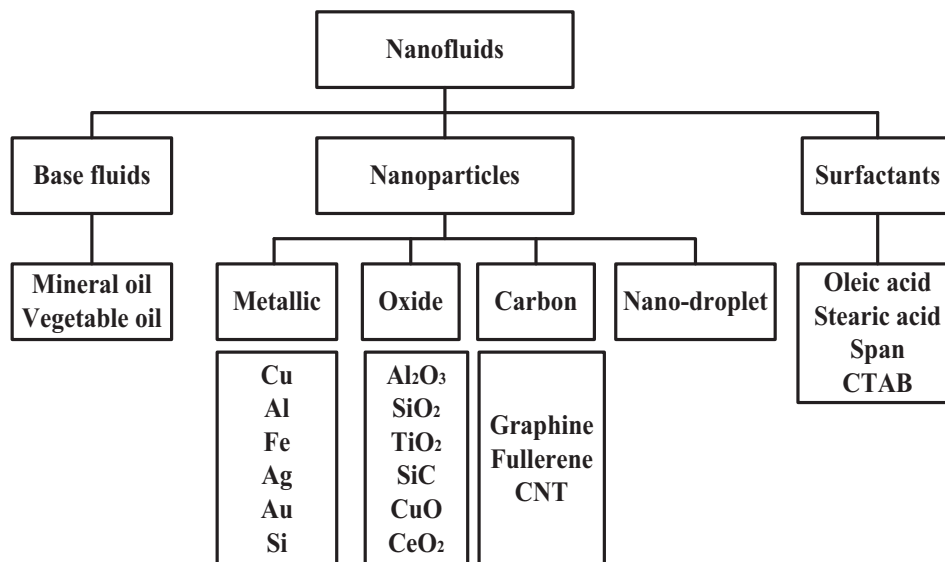 Nanofluids
Base fluids
Nanoparticles
Surfactants
Mineral oil
Vegetable oil
Metallic
Oxide
Carbon
Nano-droplet
Oleic acid
Stearic acid
Span
CTAB
Cu
Al
Fe
Ag
Au
Si
Al₂O₃
SiO₂
TiO₂
SiC
CuO
CeO₂
Graphine
Fullerene
CNT